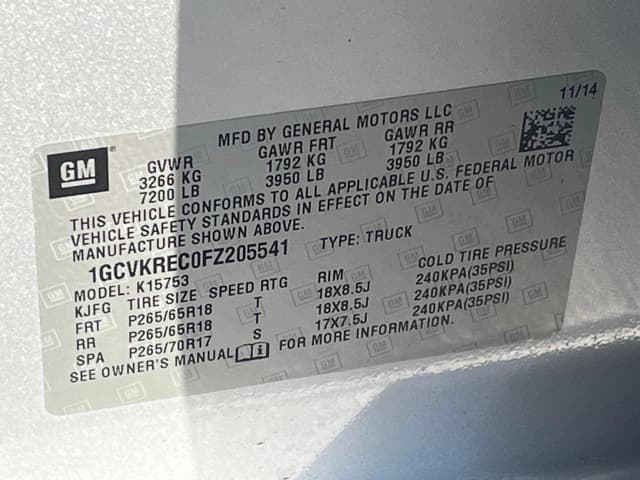 11/14
MFD BY GENERAL MOTORS LLC
GM
GVWR GAWR FRT GAWR RR
3266 KG 1792 KG 1792 KG
7200 LB 3950 LB 3950 LB
THIS VEHICLE CONFORMS TO ALL APPLICABLE U.S. FEDERAL MOTOR
VEHICLE SAFETY STANDARDS IN EFFECT ON THE DATE OF
MANUFACTURE SHOWN ABOVE.
1GCVKREC0FZ205541 TYPE: TRUCK
MODEL: K15753
KJFG TIRE SIZE SPEED RTG RIM COLD TIRE PRESSURE
FRT P265/65R18 T 18X8.5J 240KPA(35PSI)
RR P265/65R18 T 18X8.5J 240KPA(35PSI)
SPA P265/70R17 S 17X7.5J 240KPA(35PSI)
SEE OWNER'S MANUAL FOR MORE INFORMATION.